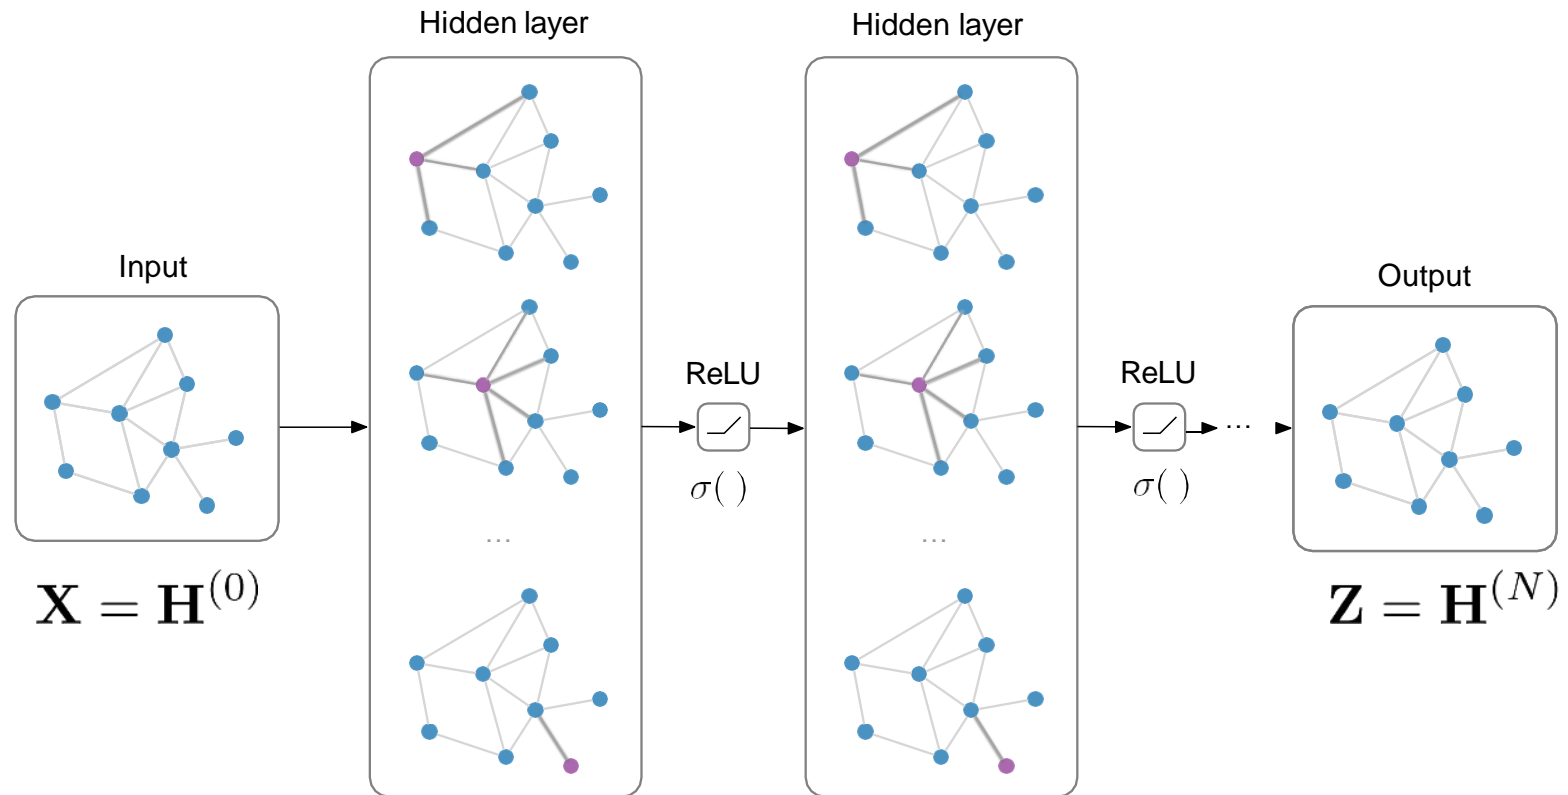 Hidden layer
Hidden layer
Input
Output
ReLU
ReLU
...
σ( )
σ( )
...
...
X = H^(0)
Z = H^(N)